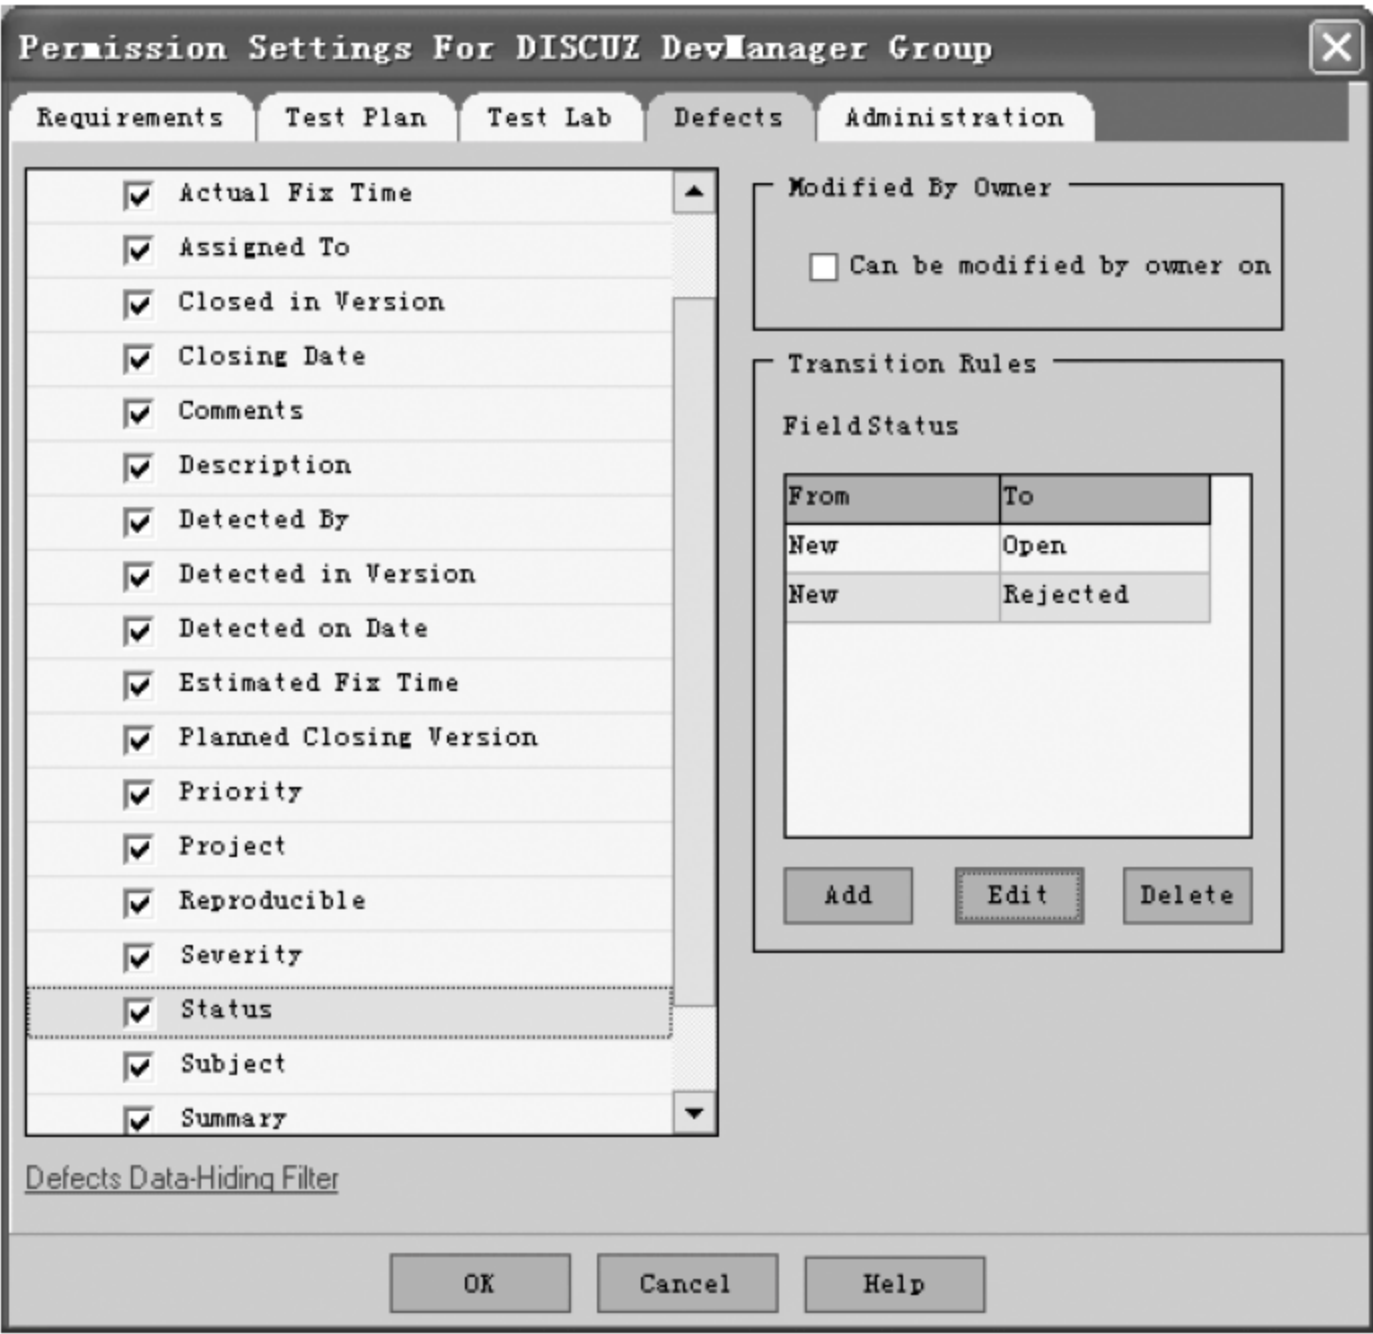 Permission Settings For DISCUZ DevManager Group
Requirements Test Plan Test Lab Defects Administration
Actual Fix Time
Assigned To
Closed in Version
Closing Date
Comments
Description
Detected By
Detected in Version
Detected on Date
Estimated Fix Time
Planned Closing Version
Priority
Project
Reproducible
Severity
Status
Subject
Summary
Defects Data-Hiding Filter
Modified By Owner
Can be modified by owner on
Transition Rules
FieldStatus
From To
New Open
New Rejected
Add Edit Delete
OK Cancel Help